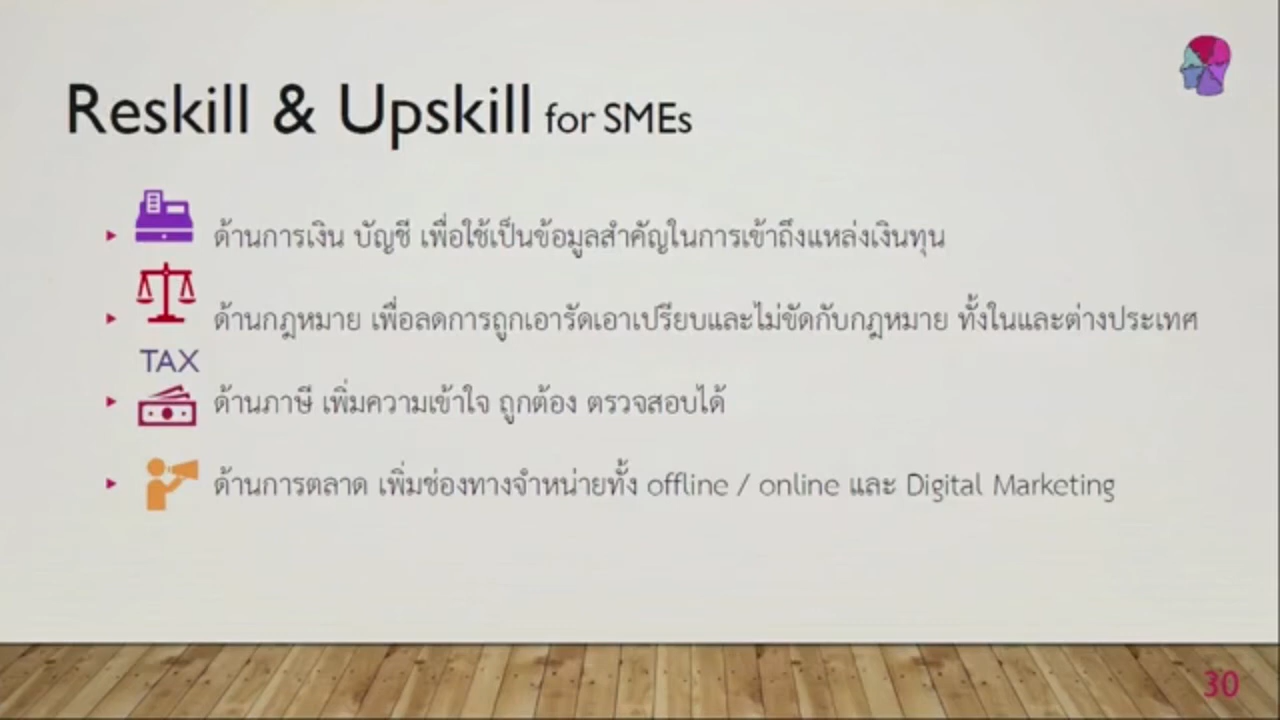 Reskill & Upskill for SMEs
ด้านการเงิน บัญชี เพื่อใช้เป็นข้อมูลสำคัญในการเข้าถึงแหล่งเงินทุน
ด้านกฎหมาย เพื่อลดการถูกเอารัดเอาเปรียบและไม่ขัดกับกฎหมาย ทั้งในและต่างประเทศ
TAX
ด้านภาษี เพิ่มความเข้าใจ ถูกต้อง ตรวจสอบได้
ด้านการตลาด เพิ่มช่องทางจำหน่ายทั้ง offline / online และ Digital Marketing
30